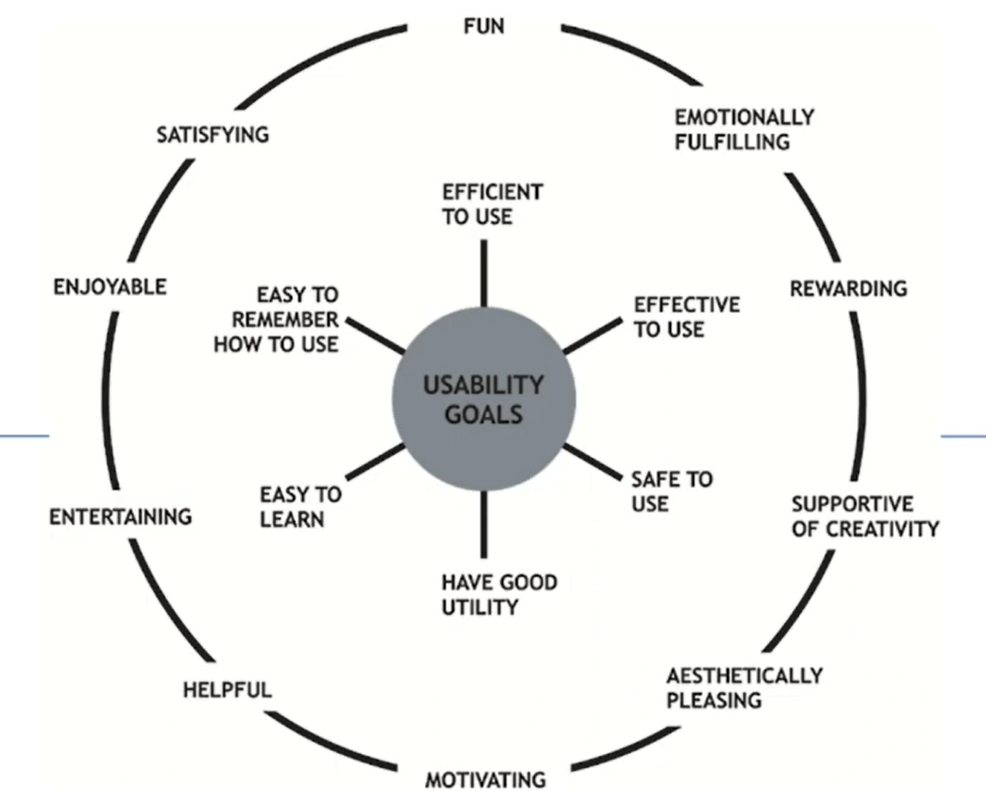 FUN
EMOTIONALLY
FULFILLING
SATISFYING
EFFICIENT
TO USE
ENJOYABLE
EASY TO
REMEMBER
HOW TO USE
EFFECTIVE
TO USE
REWARDING
USABILITY
GOALS
EASY TO
LEARN
SAFE TO
USE
ENTERTAINING
SUPPORTIVE
OF CREATIVITY
HAVE GOOD
UTILITY
HELPFUL
AESTHETICALLY
PLEASING
MOTIVATING